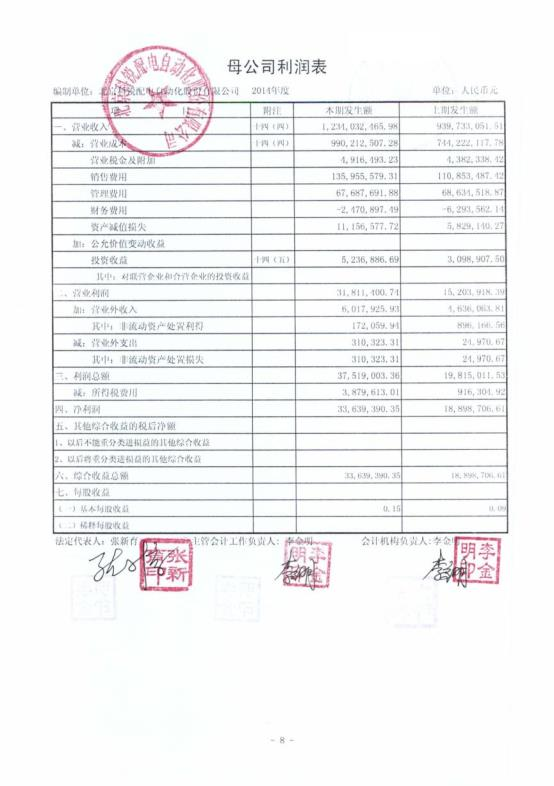 母公司利润表
编制单位：北京科锐配电自动化股份有限公司 2014年度 单位：人民币元
项 附注 本期发生额 上期发生额
一、营业收入 十四（四） 1,234,032,465.98 939,733,051.51
减：营业成本 十四（四） 990,212,507.28 744,222,117.78
营业税金及附加 4,916,493.23 4,382,338.42
销售费用 135,955,579.31 110,853,487.42
管理费用 67,687,691.88 68,634,518.87
财务费用 -2,470,897.49 -6,293,562.14
资产减值损失 11,156,577.72 5,829,140.27
加：公允价值变动收益
投资收益 十四（五） 5,236,886.69 3,098,907.50
其中：对联营企业和合营企业的投资收益
二、营业利润 31,811,400.74 15,203,918.39
加：营业外收入 6,017,925.93 4,636,063.81
其中：非流动资产处置利得 172,059.94 896,166.56
减：营业外支出 310,323.31 24,970.67
其中：非流动资产处置损失 310,323.31 24,970.67
三、利润总额 37,519,003.36 19,815,011.53
减：所得税费用 3,879,613.01 916,304.92
四、净利润 33,639,390.35 18,898,706.61
五、其他综合收益的税后净额
1、以后不能重分类进损益的其他综合收益
2、以后将重分类进损益的其他综合收益
六、综合收益总额 33,639,390.35 18,898,706.61
七、每股收益
（一）基本每股收益 0.15 0.09
（二）稀释每股收益
法定代表人：张新育 主管会计工作负责人：李金明 会计机构负责人：李金明
- 8 -